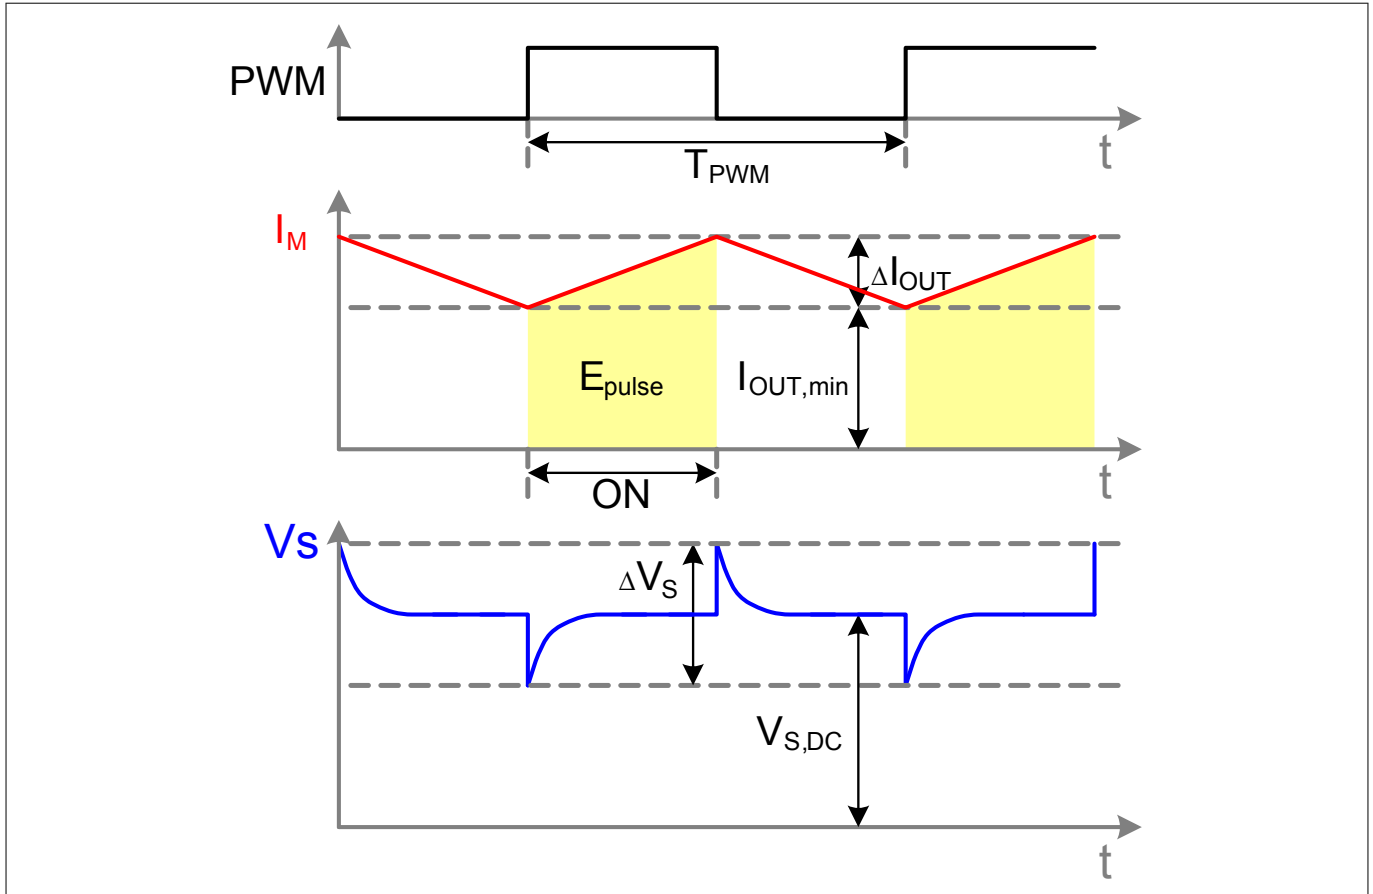 PWM
t
TPWM
IM
ΔIOUT
Epulse
IOUT,min
t
ON
Vs
ΔVS
VS,DC
t